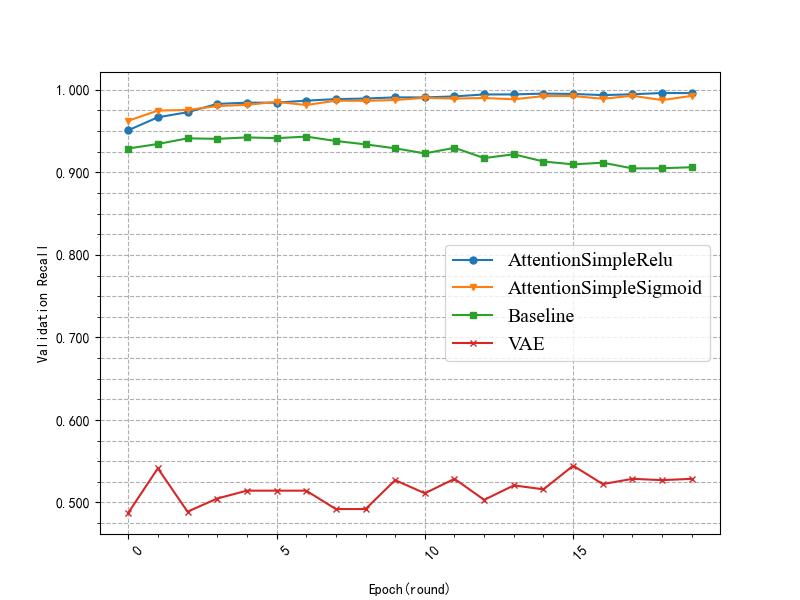 1.000
0.900
0.800
0.700
0.600
0.500
Validation Recall
AttentionSimpleRelu
AttentionSimpleSigmoid
Baseline
VAE
0
5
10
15
Epoch(round)